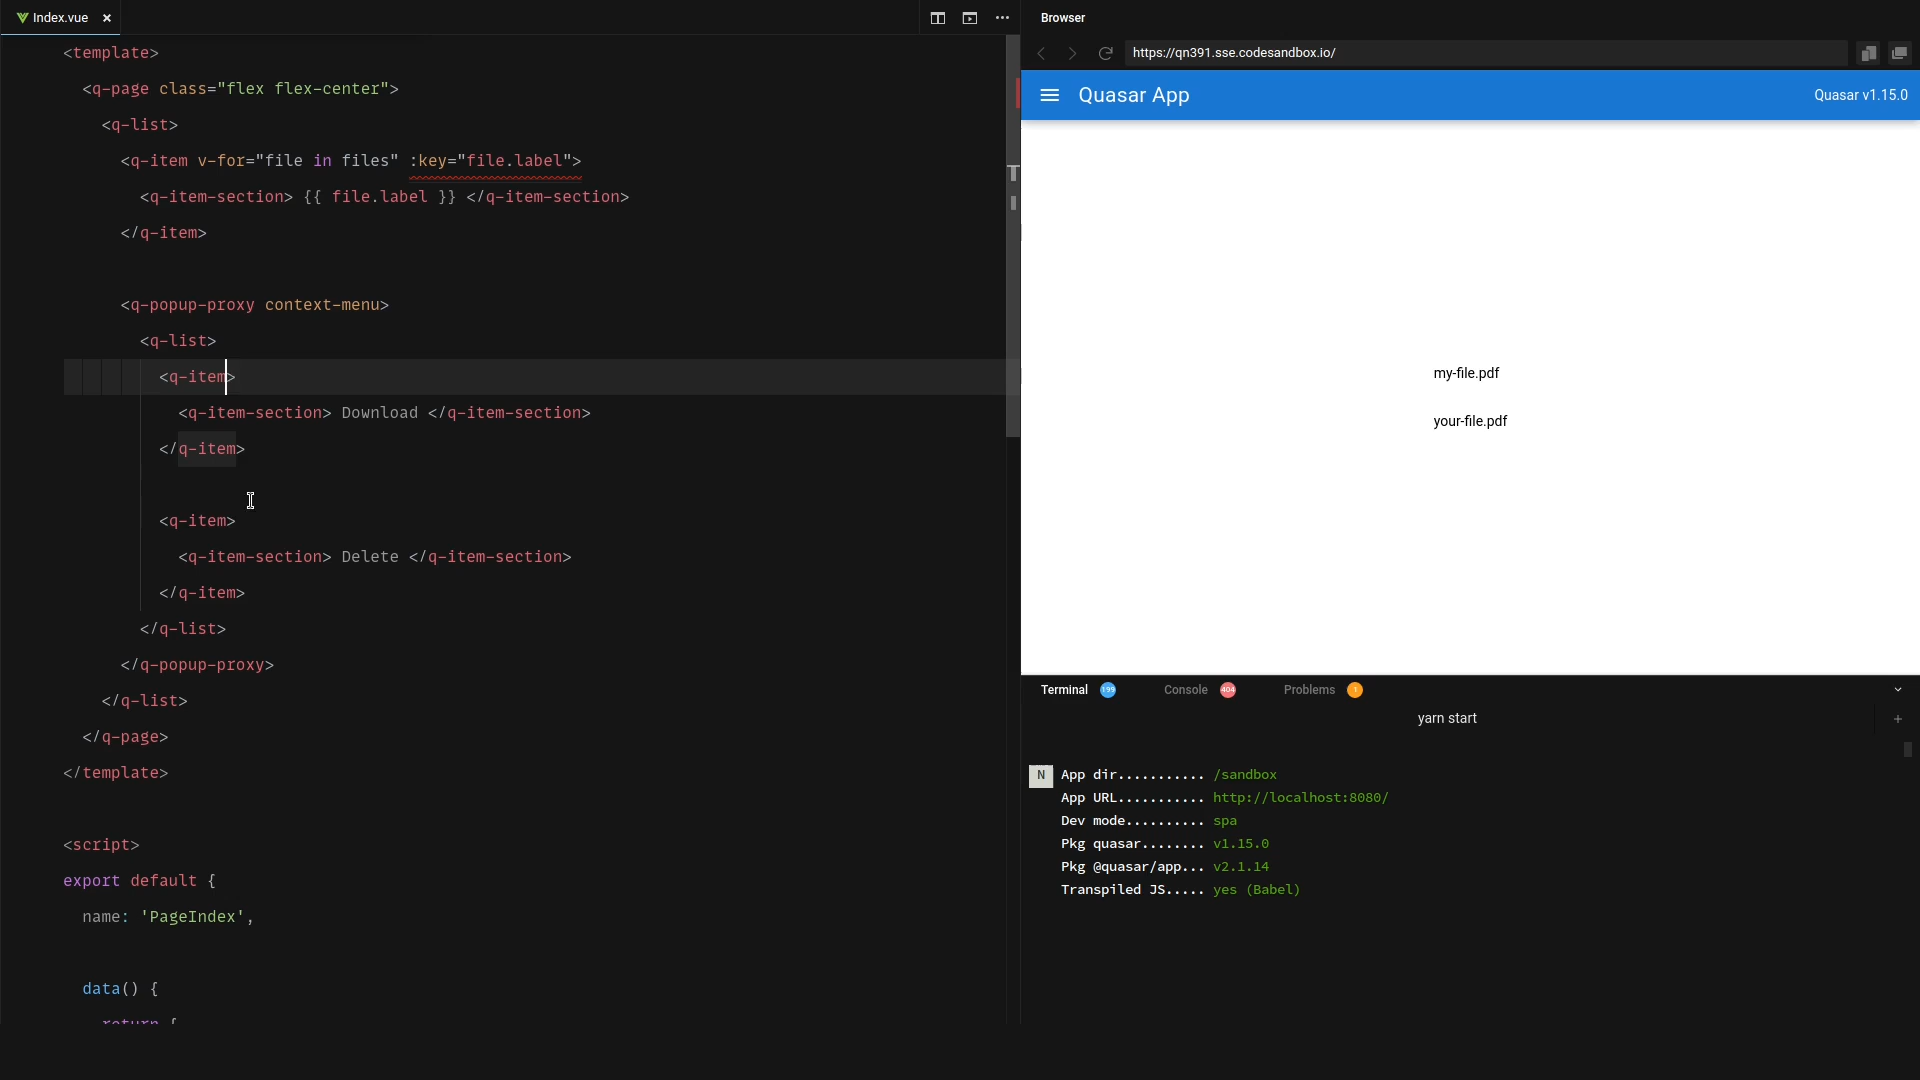 Index.vue
<template>
<q-page class="flex flex-center">
<q-list>
<q-item v-for="file in files" :key="file.label">
<q-item-section> {{ file.label }} </q-item-section>
</q-item>
<q-popup-proxy context-menu>
<q-list>
<q-item>
<q-item-section> Download </q-item-section>
</q-item>
<q-item>
<q-item-section> Delete </q-item-section>
</q-item>
</q-list>
</q-popup-proxy>
</q-list>
</q-page>
</template>
<script>
export default {
name: 'PageIndex',
data() {
return {
Browser
https://qn391.sse.codesandbox.io/
Quasar App
Quasar v1.15.0
my-file.pdf
your-file.pdf
Terminal 199 Console 404 Problems 1
yarn start
N
App dir........... /sandbox
App URL........... http://localhost:8080/
Dev mode.......... spa
Pkg quasar........ v1.15.0
Pkg @quasar/app... v2.1.14
Transpiled JS..... yes (Babel)